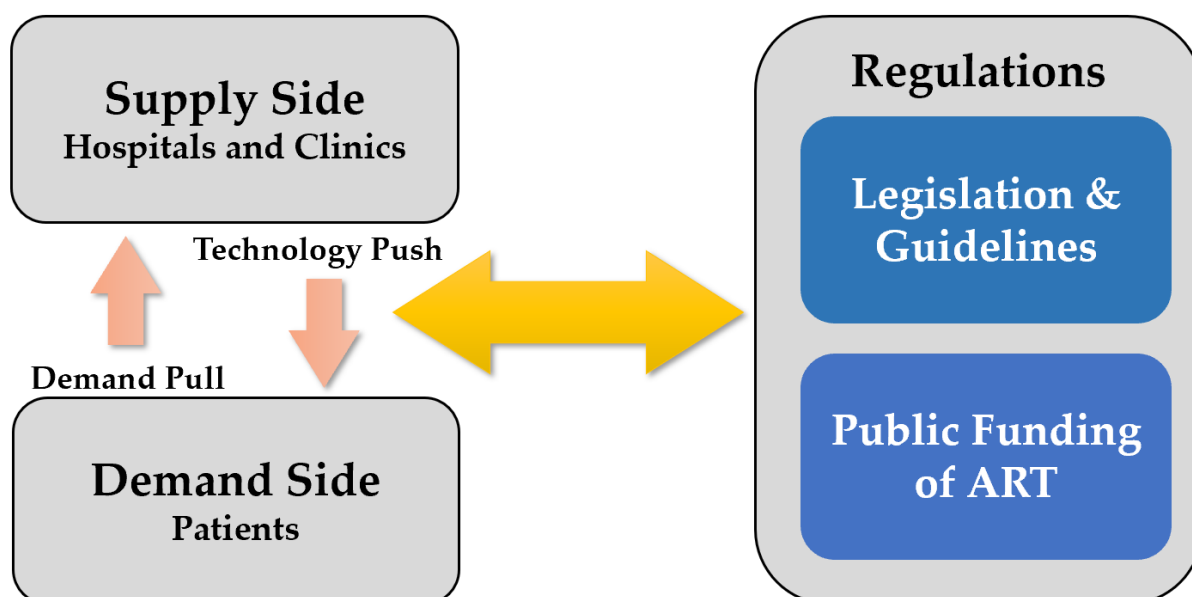 Supply Side
Hospitals and Clinics
Technology Push
Demand Pull
Demand Side
Patients
Regulations
Legislation &
Guidelines
Public Funding
of ART